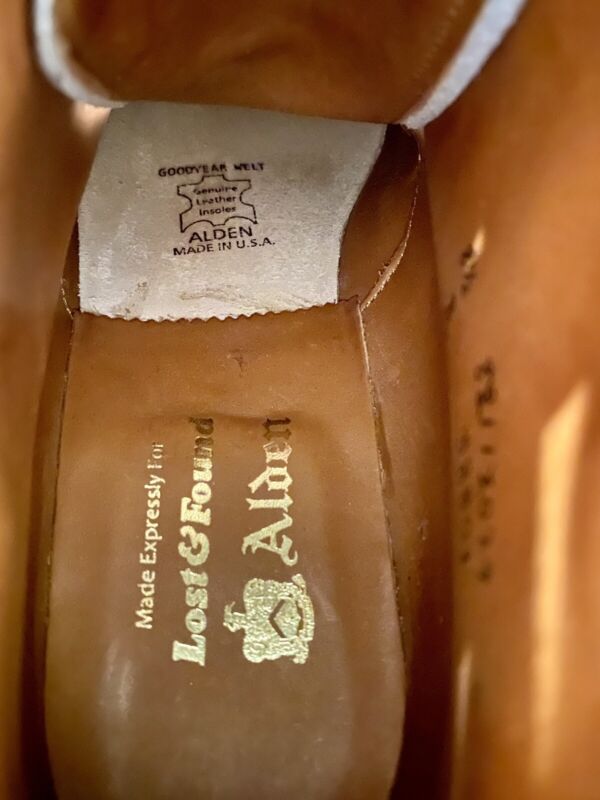 GOODYEAR WELT
Genuine
Leather
Insoles
ALDEN
MADE IN U.S.A.
Made Expressly For
Lost & Found
Alden